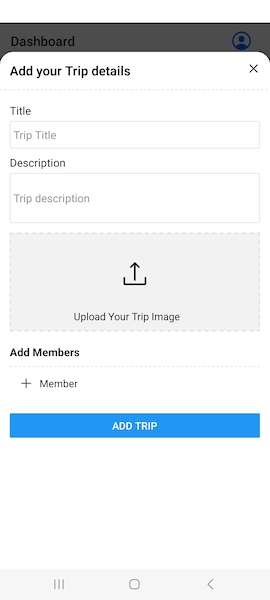 Dashboard
Add your Trip details
Title
Trip Title
Description
Trip description
Upload Your Trip Image
Add Members
Member
ADD TRIP